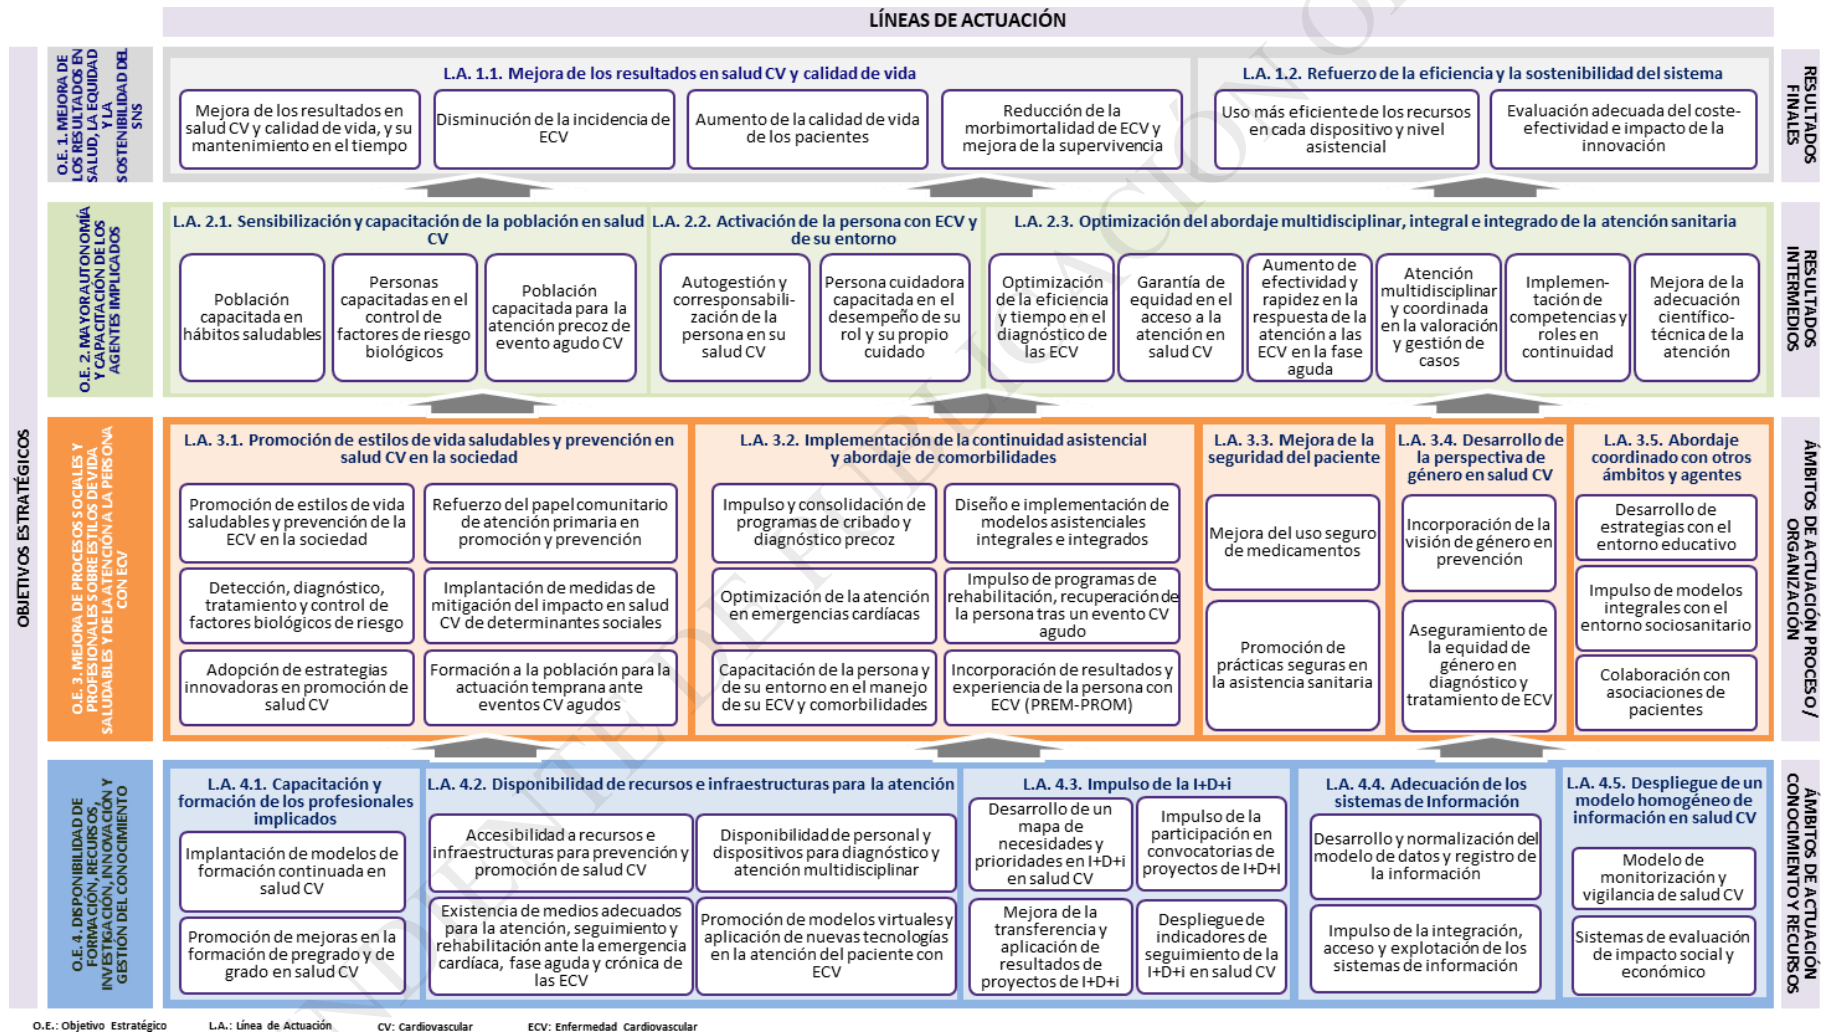 LÍNEAS DE ACTUACIÓN
OBJETIVOS ESTRATÉGICOS
O.E. 1. MEJORA DE
LOS RESULTADOS EN
SALUD, LA EQUIDAD
Y LA
SOSTENIBILIDAD DEL
SNS
L.A. 1.1. Mejora de los resultados en salud CV y calidad de vida
Mejora de los resultados en
salud CV y calidad de vida, y su
mantenimiento en el tiempo
Disminución de la incidencia de
ECV
Aumento de la calidad de vida
de los pacientes
Reducción de la
morbimortalidad de ECV y
mejora de la supervivencia
L.A. 1.2. Refuerzo de la eficiencia y la sostenibilidad del sistema
Uso más eficiente de los recursos
en cada dispositivo y nivel
asistencial
Evaluación adecuada del coste-
efectividad e impacto de la
innovación
RESULTADOS
FINALES
O.E. 2. MAYOR AUTONOMÍA
Y CAPACITACIÓN DE LOS
AGENTES IMPLICADOS
L.A. 2.1. Sensibilización y capacitación de la población en salud
CV
Población
capacitada en
hábitos saludables
Personas
capacitadas en el
control de
factores de riesgo
biológicos
Población
capacitada para la
atención precoz de
evento agudo CV
L.A. 2.2. Activación de la persona con ECV y
de su entorno
Autogestión y
corresponsabili-
zación de la
persona en su
salud CV
Persona cuidadora
capacitada en el
desempeño de su
rol y su propio
cuidado
L.A. 2.3. Optimización del abordaje multidisciplinar, integral e integrado de la atención sanitaria
Optimización
de la eficiencia
y tiempo en el
diagnóstico de
las ECV
Garantía de
equidad en el
acceso a la
atención en
salud CV
Aumento de
efectividad y
rapidez en la
respuesta de la
atención a las
ECV en la fase
aguda
Atención
multidisciplinar
y coordinada
en la valoración
y gestión de
casos
Implemen-
tación de
competencias y
roles en
continuidad
Mejora de la
adecuación
científico-
técnica de la
atención
RESULTADOS
INTERMEDIOS
O.E. 3. MEJORA DE PROCESOS SOCIALES Y
PROFESIONALES SOBRE ESTILOS DE VIDA
SALUDABLES Y DE LA ATENCIÓN A LA PERSONA
CON ECV
L.A. 3.1. Promoción de estilos de vida saludables y prevención en
salud CV en la sociedad
Promoción de estilos de vida
saludables y prevención de la
ECV en la sociedad
Refuerzo del papel comunitario
de atención primaria en
promoción y prevención
Detección, diagnóstico,
tratamiento y control de
factores biológicos de riesgo
Implantación de medidas de
mitigación del impacto en salud
CV de determinantes sociales
Adopción de estrategias
innovadoras en promoción de
salud CV
Formación a la población para la
actuación temprana ante
eventos CV agudos
L.A. 3.2. Implementación de la continuidad asistencial
y abordaje de comorbilidades
Impulso y consolidación de
programas de cribado y
diagnóstico precoz
Diseño e implementación de
modelos asistenciales
integrales e integrados
Optimización de la atención
en emergencias cardíacas
Impulso de programas de
rehabilitación, recuperación de
la persona tras un evento CV
agudo
Capacitación de la persona y
de su entorno en el manejo
de su ECV y comorbilidades
Incorporación de resultados y
experiencia de la persona con
ECV (PREM-PROM)
L.A. 3.3. Mejora de la
seguridad del paciente
Mejora del uso seguro
de medicamentos
Promoción de
prácticas seguras en
la asistencia sanitaria
L.A. 3.4. Desarrollo de
la perspectiva de
género en salud CV
Incorporación de la
visión de género en
prevención
Aseguramiento de
la equidad de
género en
diagnóstico y
tratamiento de ECV
L.A. 3.5. Abordaje
coordinado con otros
ámbitos y agentes
Desarrollo de
estrategias con el
entorno educativo
Impulso de modelos
integrales con el
entorno sociosanitario
Colaboración con
asociaciones de
pacientes
ÁMBITOS DE ACTUACIÓN PROCESO/
ORGANIZACIÓN
O.E. 4. DISPONIBILIDAD DE
FORMACIÓN, RECURSOS,
INVESTIGACIÓN, INNOVACIÓN Y
GESTIÓN DEL CONOCIMIENTO
L.A. 4.1. Capacitación y
formación de los profesionales
implicados
Implantación de modelos de
formación continuada en
salud CV
Promoción de mejoras en la
formación de pregrado y de
grado en salud CV
L.A. 4.2. Disponibilidad de recursos e infraestructuras para la atención
Accesibilidad a recursos e
infraestructuras para prevención y
promoción de salud CV
Disponibilidad de personal y
dispositivos para diagnóstico y
atención multidisciplinar
Existencia de medios adecuados
para la atención, seguimiento y
rehabilitación ante la emergencia
cardíaca, fase aguda y crónica de
las ECV
Promoción de modelos virtuales y
aplicación de nuevas tecnologías
en la atención del paciente con
ECV
L.A. 4.3. Impulso de la I+D+i
Desarrollo de un
mapa de
necesidades y
prioridades en I+D+i
en salud CV
Impulso de la
participación en
convocatorias de
proyectos de I+D+I
Mejora de la
transferencia y
aplicación de
resultados de
proyectos de I+D+i
Despliegue de
indicadores de
seguimiento de la
I+D+i en salud CV
L.A. 4.4. Adecuación de los
sistemas de Información
Desarrollo y normalización del
modelo de datos y registro de
la información
Impulso de la integración,
acceso y explotación de los
sistemas de información
L.A. 4.5. Despliegue de un
modelo homogéneo de
información en salud CV
Modelo de
monitorización y
vigilancia de salud CV
Sistemas de evaluación
de impacto social y
económico
ÁMBITOS DE ACTUACIÓN
CONOCIMIENTO Y RECURSOS
O.E.: Objetivo Estratégico
L.A.: Línea de Actuación
CV: Cardiovascular
ECV: Enfermedad Cardiovascular
DE PUBLICACIÓN